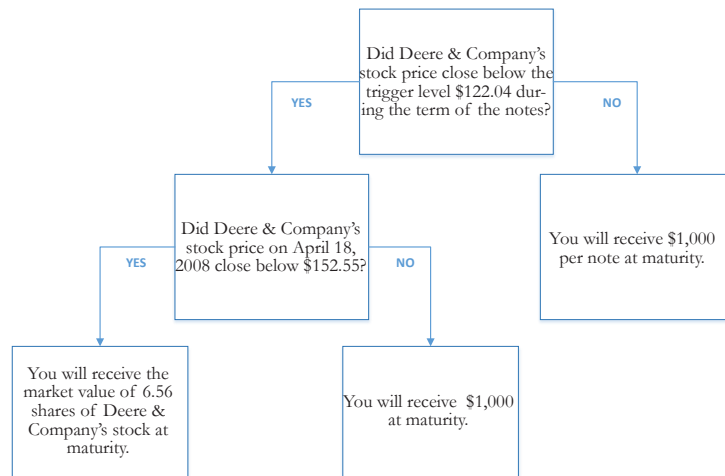 Did Deere & Company's
stock price close below the
trigger level $122.04 dur-
ing the term of the notes?
YES
NO
Did Deere & Company's
stock price on April 18,
2008 close below $152.55?
You will receive $1,000
per note at maturity.
YES
NO
You will receive the
market value of 6.56
shares of Deere &
Company's stock at
maturity.
You will receive $1,000
at maturity.